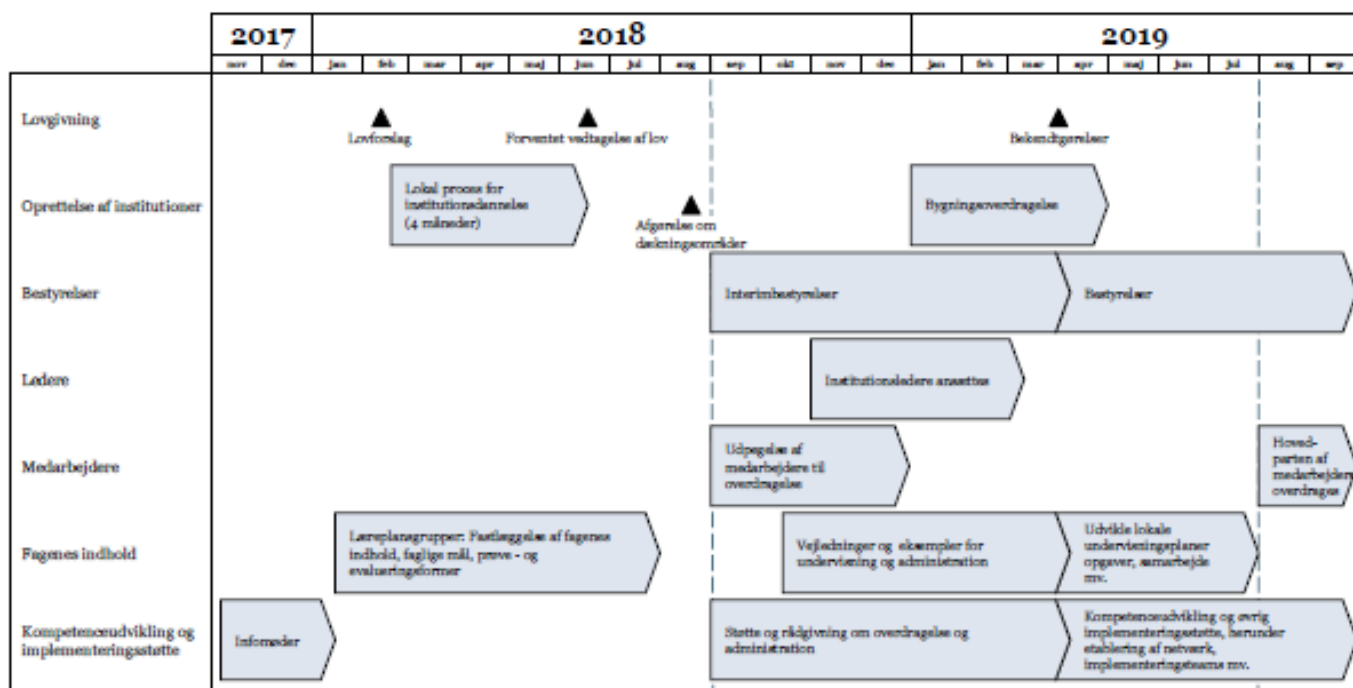 2017 2018 2019
nov dec jan feb mar apr maj jun jul aug sep okt nov dec jan feb mar apr maj jun jul aug sep
Lovgivning
Lovforslag
Forventet vedtagelse af lov
Bekendtgørelser
Oprettelse af institutioner
Lokal proces for
institutionsdannelse
(4 måneder)
Afgørelse om
dækningsområder
Bygningsoverdragelse
Bestyrelser
Interimbestyrelser
Bestyrelser
Ledere
Institutionsledere ansættes
Medarbejdere
Udpegelse af
medarbejdere til
overdragelse
Hoved-
parten af
medarbejdere
overdrages
Fagenes indhold
Læreplansgrupper: Fastlæggelse af fagenes
indhold, faglige mål, prøve - og
evalueringsformer
Vejledninger og eksempler for
undervisning og administration
Udvikle lokale
undervisningsplaner
opgaver, samarbejde
mv.
Kompetenceudvikling og
implementeringsstøtte
Infomøder
Støtte og rådgivning om overdragelse og
administration
Kompetenceudvikling og øvrig
implementeringsstøtte, herunder
etablering af netværk,
implementeringsteams mv.